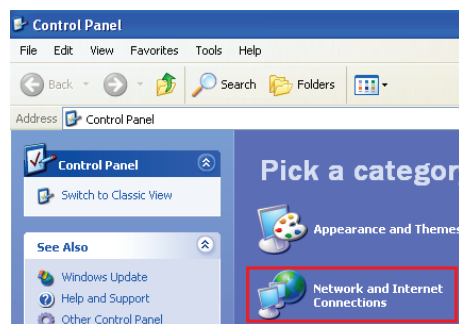 Control Panel
File Edit View Favorites Tools Help
Back Search Folders
Address Control Panel
Control Panel
Switch to Classic View
See Also
Windows Update
Help and Support
Other Control Panel
Pick a categor
Appearance and Themes
Network and Internet
Connections